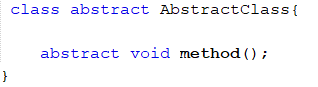 class abstract AbstractClass{
abstract void method();
}